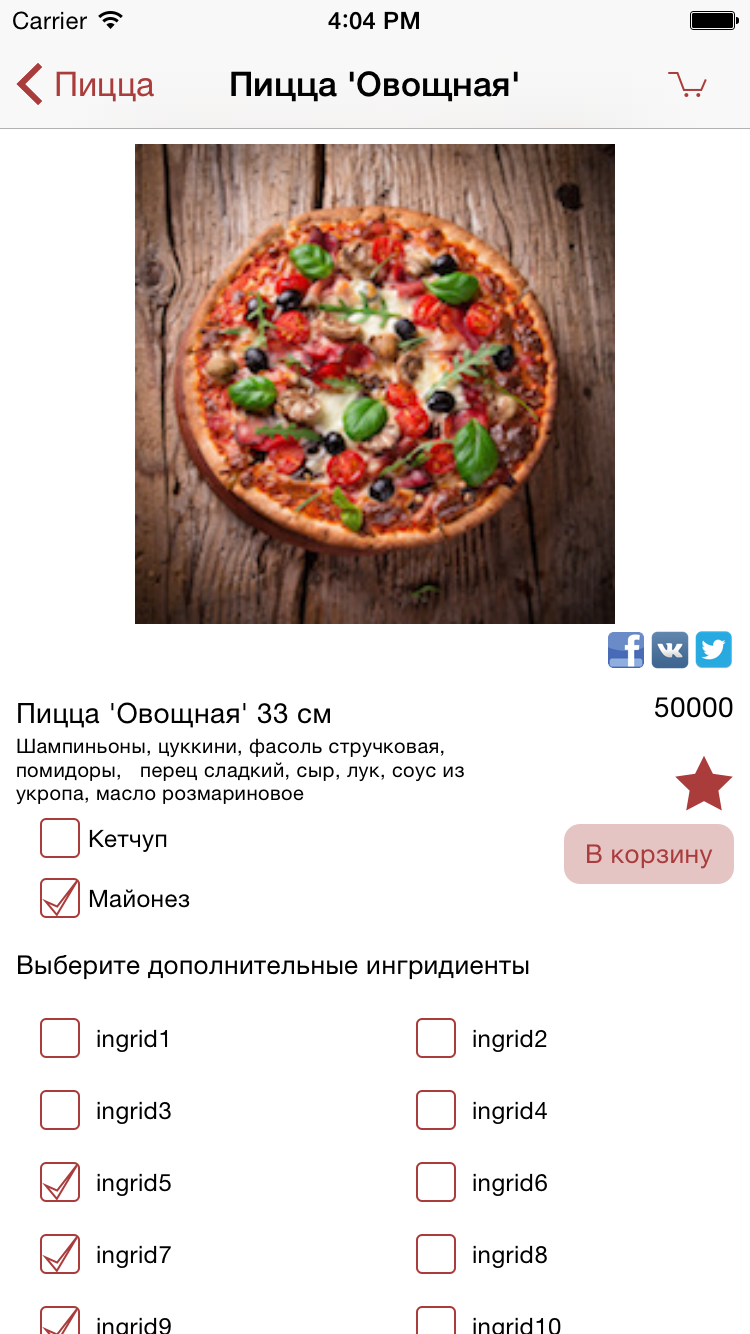 Carrier 4:04 PM
Пицца Пицца 'Овощная'
Пицца 'Овощная' 33 см 50000
Шампиньоны, цуккини, фасоль стручковая,
помидоры, перец сладкий, сыр, лук, соус из
укропа, масло розмариновое
Кетчуп
В корзину
Майонез
Выберите дополнительные ингридиенты
ingrid1 ingrid2
ingrid3 ingrid4
ingrid5 ingrid6
ingrid7 ingrid8
ingrid9 ingrid10